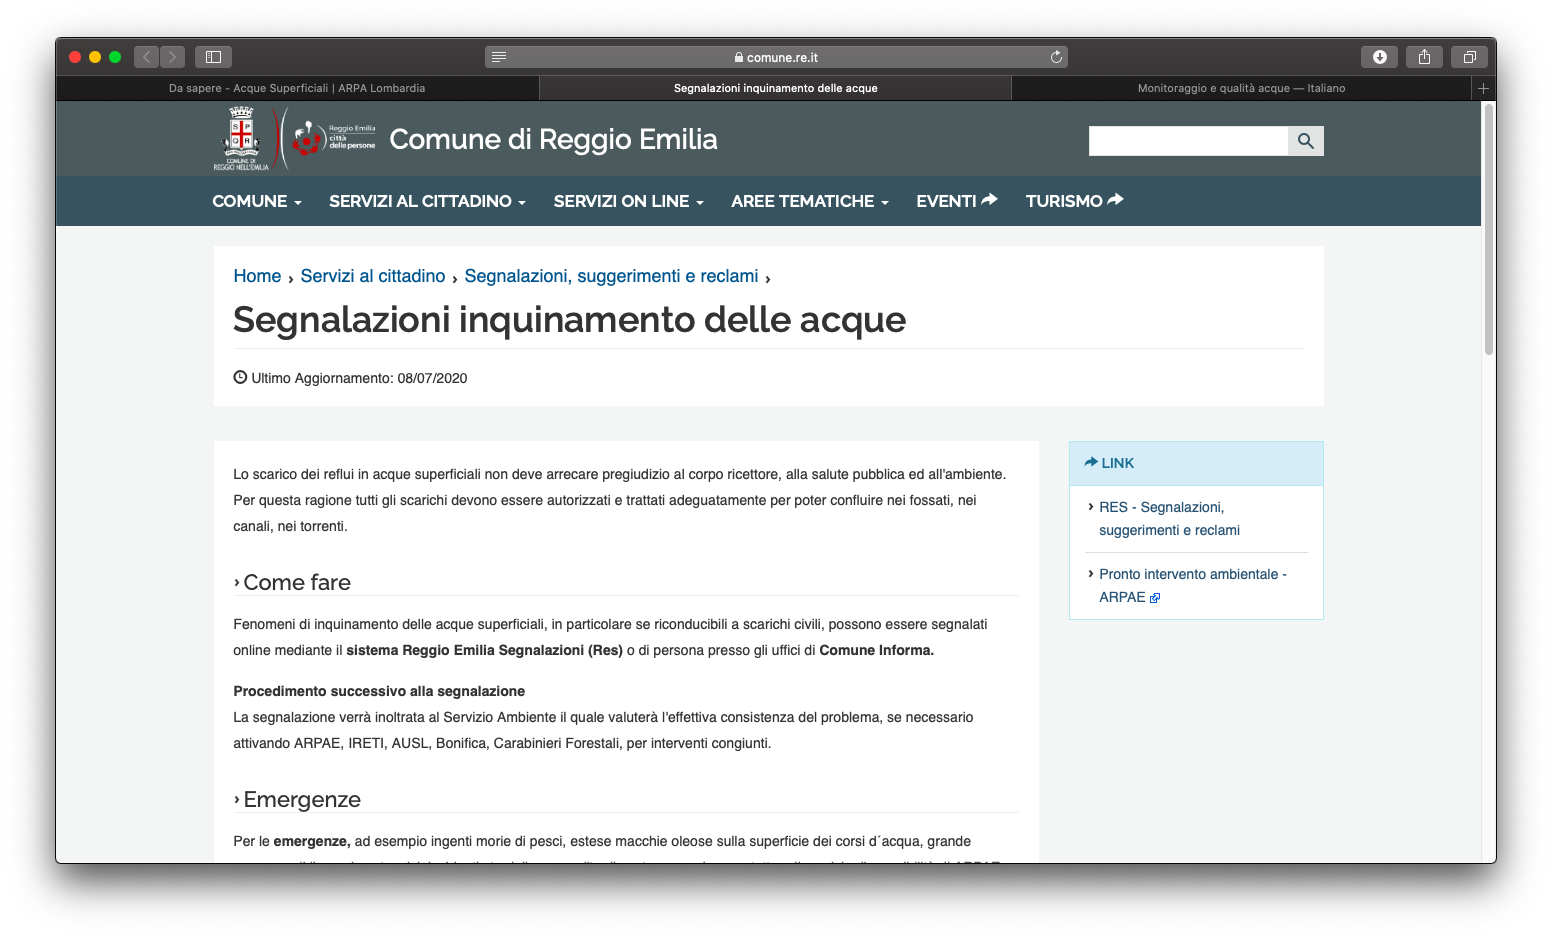 comune.re.it
Da sapere - Acque Superficiali | ARPA Lombardia
Segnalazioni inquinamento delle acque
Monitoraggio e qualità acque — Italiano
COMUNE DI
REGGIO NELL'EMILIA
Reggio Emilia
città
delle persone
Comune di Reggio Emilia
COMUNE
SERVIZI AL CITTADINO
SERVIZI ON LINE
AREE TEMATICHE
EVENTI
TURISMO
Home › Servizi al cittadino › Segnalazioni, suggerimenti e reclami ›
Segnalazioni inquinamento delle acque
Ultimo Aggiornamento: 08/07/2020
Lo scarico dei reflui in acque superficiali non deve arrecare pregiudizio al corpo ricettore, alla salute pubblica ed all'ambiente.
Per questa ragione tutti gli scarichi devono essere autorizzati e trattati adeguatamente per poter confluire nei fossati, nei
canali, nei torrenti.
› Come fare
Fenomeni di inquinamento delle acque superficiali, in particolare se riconducibili a scarichi civili, possono essere segnalati
online mediante il sistema Reggio Emilia Segnalazioni (Res) o di persona presso gli uffici di Comune Informa.
Procedimento successivo alla segnalazione
La segnalazione verrà inoltrata al Servizio Ambiente il quale valuterà l'effettiva consistenza del problema, se necessario
attivando ARPAE, IRETI, AUSL, Bonifica, Carabinieri Forestali, per interventi congiunti.
› Emergenze
Per le emergenze, ad esempio ingenti morie di pesci, estese macchie oleose sulla superficie dei corsi d´acqua, grande
LINK
› RES - Segnalazioni,
suggerimenti e reclami
› Pronto intervento ambientale -
ARPAE